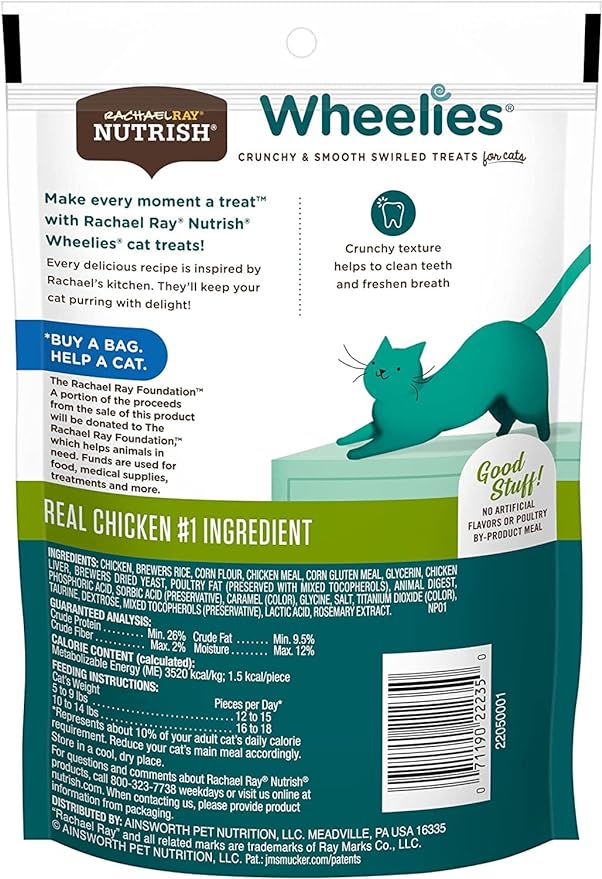 RACHAELRAY®
NUTRISH®
Wheelies®
CRUNCHY & SMOOTH SWIRLED TREATS for cats
Make every moment a treat™
with Rachael Ray® Nutrish®
Wheelies® cat treats!
Every delicious recipe is inspired by
Rachael's kitchen. They'll keep your
cat purring with delight!
Crunchy texture
helps to clean teeth
and freshen breath
*BUY A BAG.
HELP A CAT.
The Rachael Ray Foundation™
A portion of the proceeds
from the sale of this product
will be donated to The
Rachael Ray Foundation,™
which helps animals in
need. Funds are used for
food, medical supplies,
treatments and more.
Good
Stuff!
NO ARTIFICIAL
FLAVORS OR POULTRY
BY-PRODUCT MEAL
REAL CHICKEN #1 INGREDIENT
INGREDIENTS: CHICKEN, BREWERS RICE, CORN FLOUR, CHICKEN MEAL, CORN GLUTEN MEAL, GLYCERIN, CHICKEN
LIVER, BREWERS DRIED YEAST, POULTRY FAT (PRESERVED WITH MIXED TOCOPHEROLS), ANIMAL DIGEST,
PHOSPHORIC ACID, SORBIC ACID (PRESERVATIVE), CARAMEL (COLOR), GLYCINE, SALT, TITANIUM DIOXIDE (COLOR),
TAURINE, DEXTROSE, MIXED TOCOPHEROLS (PRESERVATIVE), LACTIC ACID, ROSEMARY EXTRACT. NP01
GUARANTEED ANALYSIS:
Crude Protein ........ Min. 26% Crude Fat ...... Min. 9.5%
Crude Fiber ........ Max. 2% Moisture ...... Max. 12%
CALORIE CONTENT (calculated):
Metabolizable Energy (ME) 3520 kcal/kg; 1.5 kcal/piece
FEEDING INSTRUCTIONS:
Cat's Weight Pieces per Day*
5 to 9 lbs ........ 12 to 15
10 to 14 lbs ........ 16 to 18
*Represents about 10% of your adult cat's daily calorie
requirement. Reduce your cat's main meal accordingly.
Store in a cool, dry place.
For questions and comments about Rachael Ray® Nutrish®
products, call 800-323-7738 weekdays or visit us online at
nutrish.com. When contacting us, please provide product
information from packaging.
DISTRIBUTED BY: AINSWORTH PET NUTRITION, LLC. MEADVILLE, PA USA 16335
"Rachael Ray" and all related marks are trademarks of Ray Marks Co., LLC.
© AINSWORTH PET NUTRITION, LLC. Pat.: jmsmucker.com/patents
0 71190 22235 0
22050001